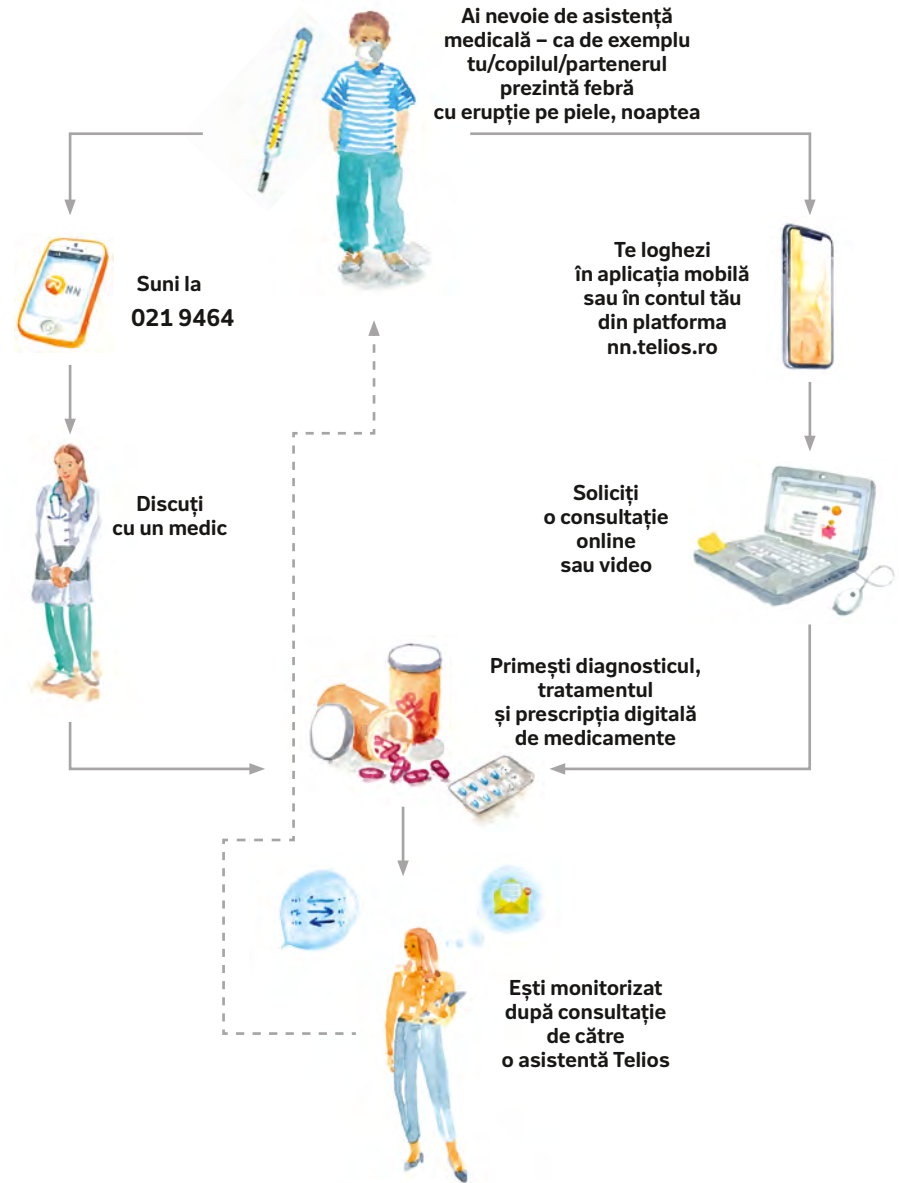 Ai nevoie de asistență
medicală – ca de exemplu
tu/copilul/partenerul
prezintă febră
cu erupție pe piele, noaptea
NN
Suni la
021 9464
Te loghezi
în aplicația mobilă
sau în contul tău
din platforma
nn.telios.ro
Discuți
cu un medic
Soliciți
o consultație
online
sau video
Primești diagnosticul,
tratamentul
și prescripția digitală
de medicamente
Ești monitorizat
după consultație
de către
o asistentă Telios